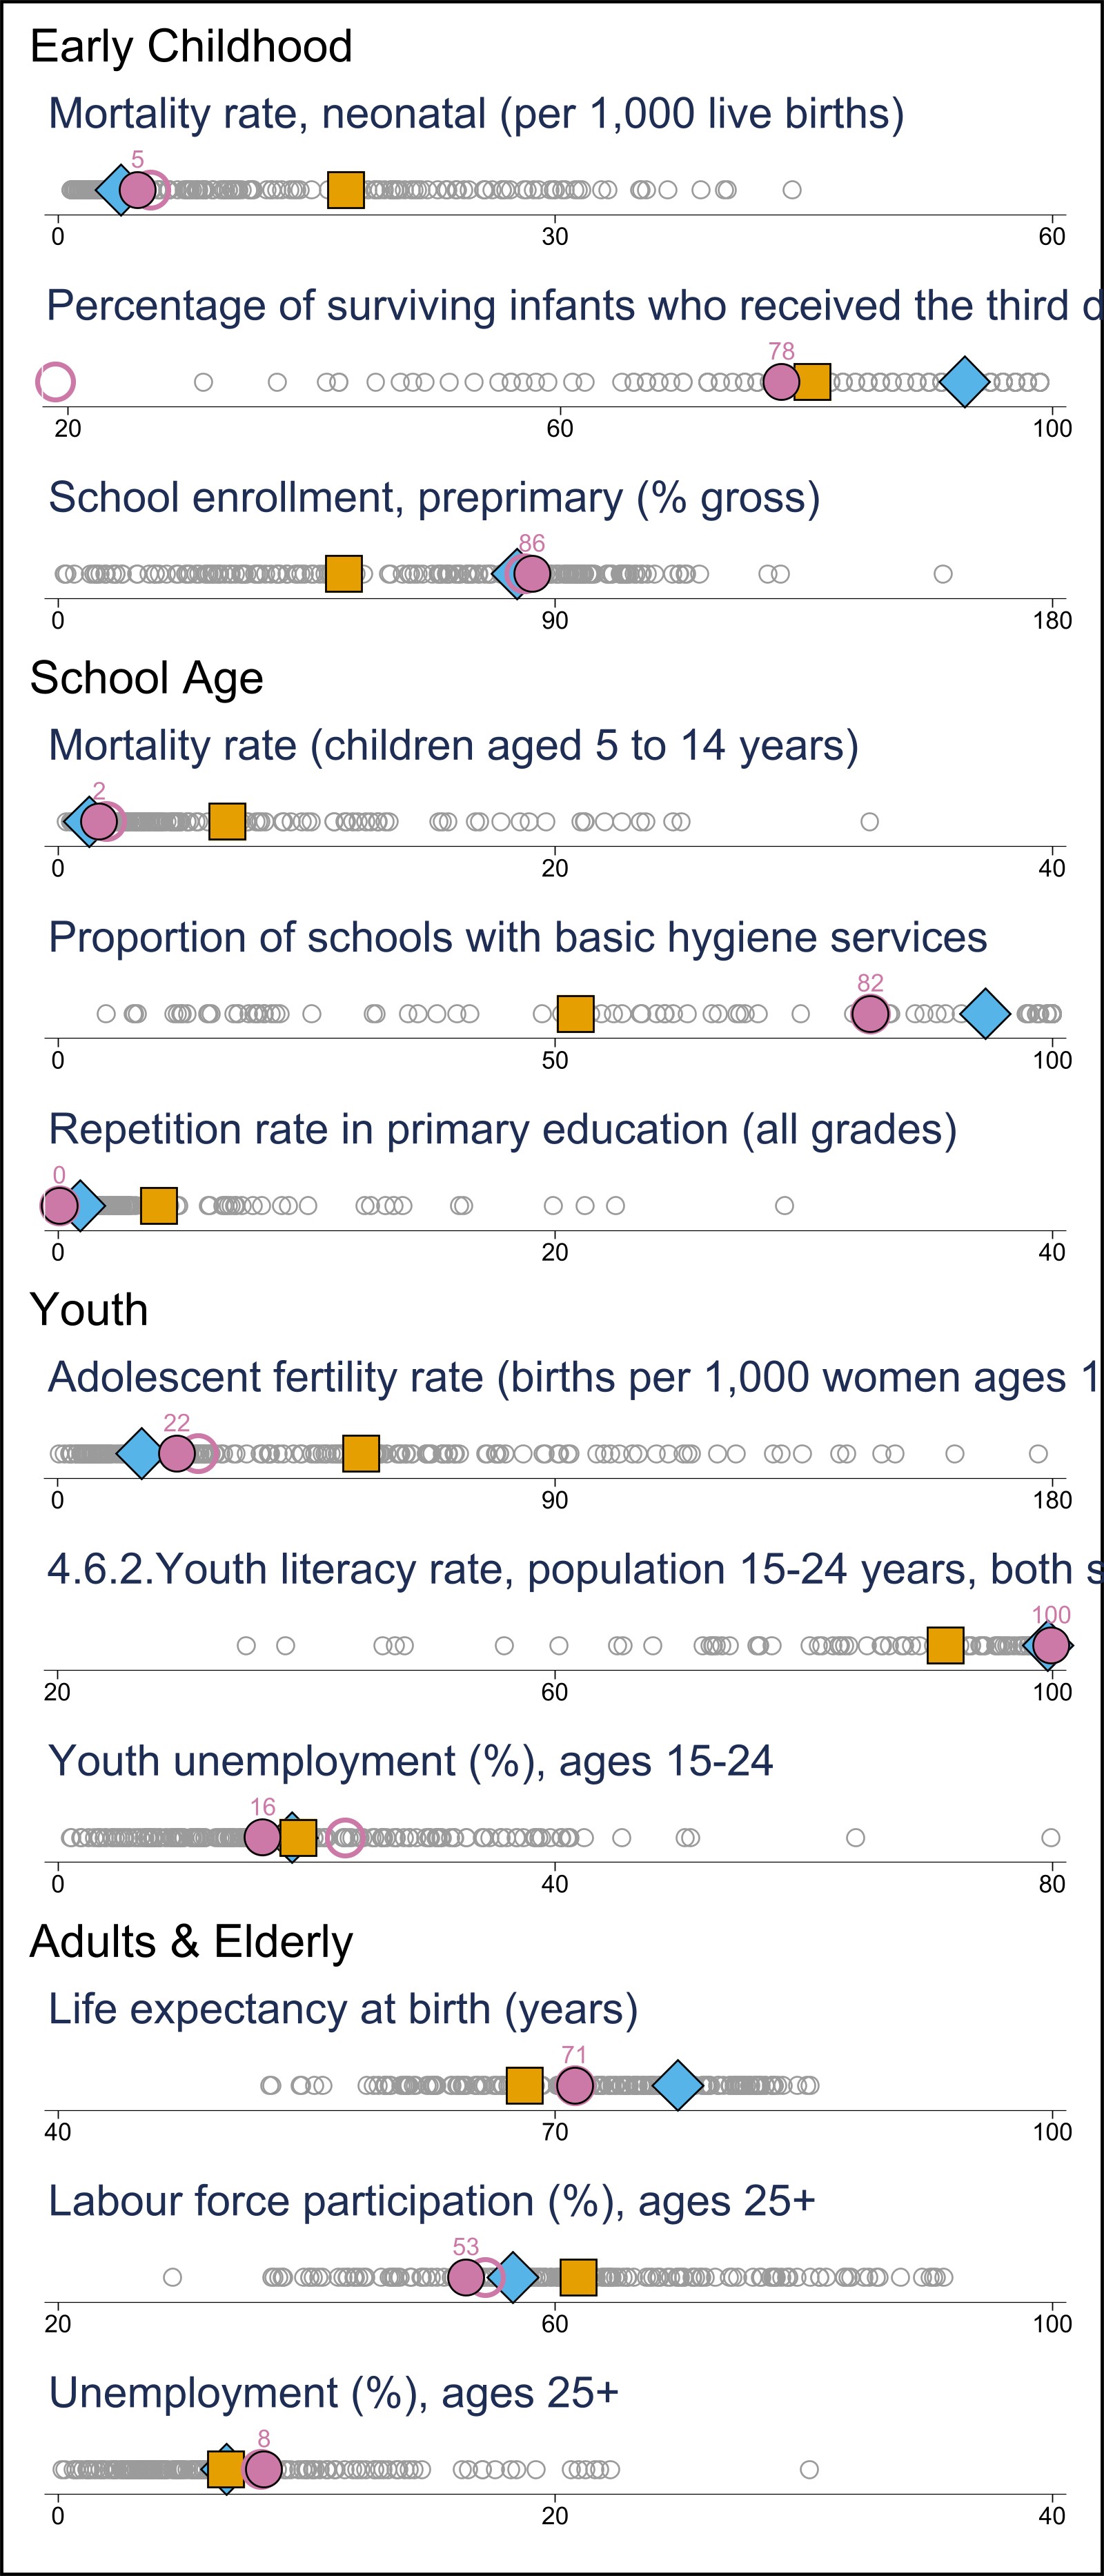 Early Childhood
Mortality rate, neonatal (per 1,000 live births)
5
0 30 60
Percentage of surviving infants who received the third d
78
20 60 100
School enrollment, preprimary (% gross)
86
0 90 180
School Age
Mortality rate (children aged 5 to 14 years)
2
0 20 40
Proportion of schools with basic hygiene services
82
0 50 100
Repetition rate in primary education (all grades)
0
0 20 40
Youth
Adolescent fertility rate (births per 1,000 women ages 1
22
0 90 180
4.6.2.Youth literacy rate, population 15-24 years, both s
100
20 60 100
Youth unemployment (%), ages 15-24
16
0 40 80
Adults & Elderly
Life expectancy at birth (years)
71
40 70 100
Labour force participation (%), ages 25+
53
20 60 100
Unemployment (%), ages 25+
8
0 20 40